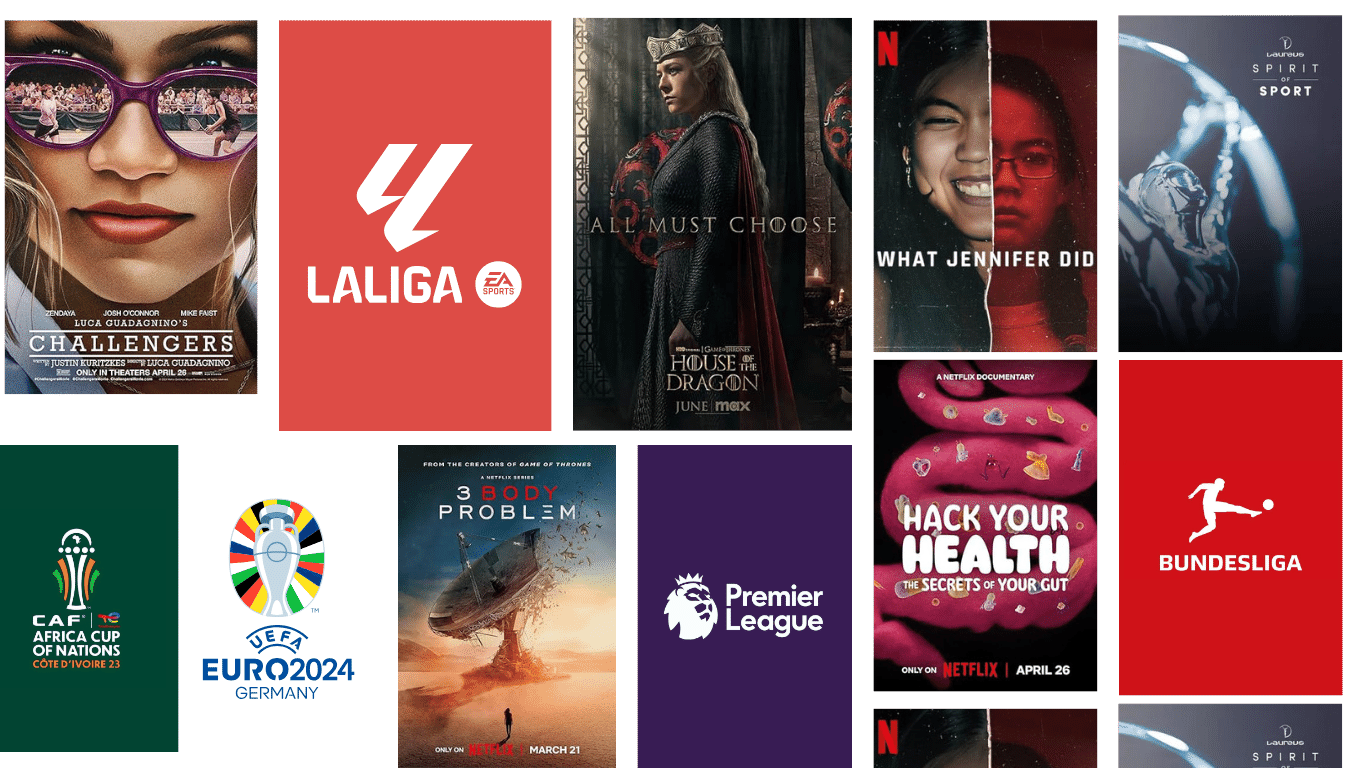 ZENDAYA JOSH O'CONNOR MIKE FAIST
LUCA GUADAGNINO'S
CHALLENGERS
JUSTIN KURITZKES
LUCA GUADAGNINO
ONLY IN THEATERS APRIL 26
LALIGA
EA
SPORTS
ALL MUST CHOOSE
HBO ORIGINAL | GAME OF THRONES
HOUSE OF THE
DRAGON
JUNE | max
N
WHAT JENNIFER DID
LAUREUS
SPIRIT
OF
SPORT
CAF
AFRICA CUP
OF NATIONS
CÔTE D'IVOIRE 23
TM
UEFA
EURO2024
GERMANY
FROM THE CREATORS OF GAME OF THRONES
A NETFLIX SERIES
3 BODY
PROBLEM
ONLY ON NETFLIX | MARCH 21
Premier
League
A NETFLIX DOCUMENTARY
HACK YOUR
HEALTH
THE SECRETS OF YOUR GUT
ONLY ON NETFLIX | APRIL 26
BUNDESLIGA
N
LAUREUS
SPIRIT
OF